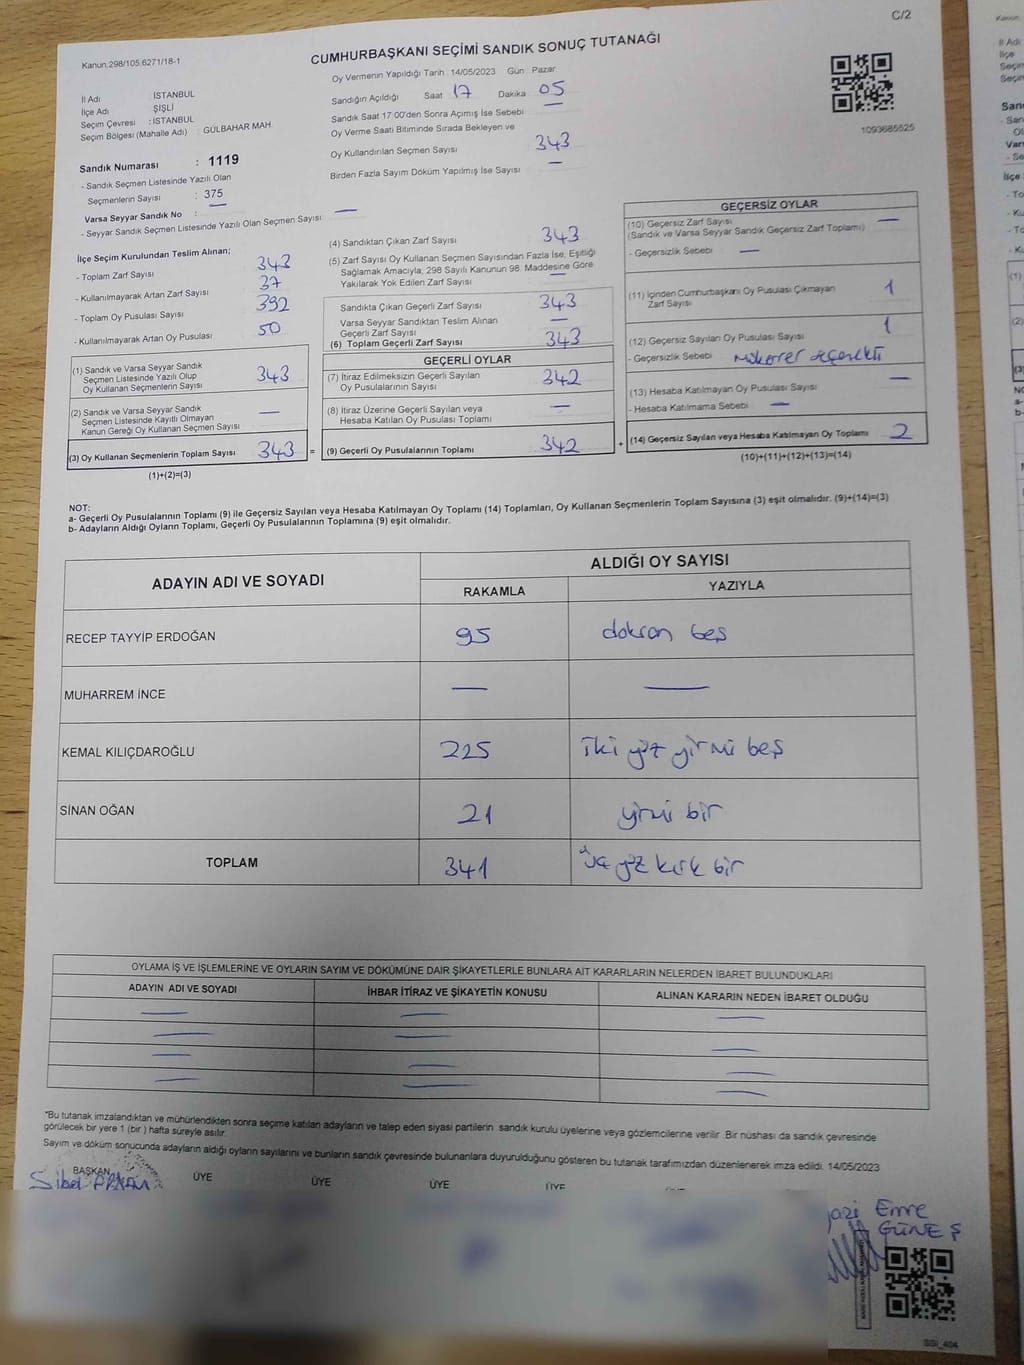 C/2
CUMHURBAŞKANI SEÇİMİ SANDIK SONUÇ TUTANAĞI
Kanun:298/105;6271/18-1
Oy Vermenin Yapıldığı Tarih : 14/05/2023 Gün : Pazar
Sandığın Açıldığı Saat 17 Dakika 05
Sandık Saat 17:00'den Sonra Açılmış İse Sebebi —
Oy Verme Saati Bitiminde Sırada Bekleyen ve
Oy Kullandırılan Seçmen Sayısı 343
Birden Fazla Sayım Döküm Yapılmış İse Sayısı —
1093685525
İl Adı : İSTANBUL
İlçe Adı : ŞİŞLİ
Seçim Çevresi : İSTANBUL
Seçim Bölgesi (Mahalle Adı) : GÜLBAHAR MAH.
Sandık Numarası : 1119
- Sandık Seçmen Listesinde Yazılı Olan
Seçmenlerin Sayısı : 375
Varsa Seyyar Sandık No : —
- Seyyar Sandık Seçmen Listesinde Yazılı Olan Seçmen Sayısı : —
İlçe Seçim Kurulundan Teslim Alınan;
- Toplam Zarf Sayısı 343
- Kullanılmayarak Artan Zarf Sayısı 37
- Toplam Oy Pusulası Sayısı 392
- Kullanılmayarak Artan Oy Pusulası 50
(1) Sandık ve Varsa Seyyar Sandık
Seçmen Listesinde Yazılı Olup
Oy Kullanan Seçmenlerin Sayısı 343
(2) Sandık ve Varsa Seyyar Sandık
Seçmen Listesinde Kayıtlı Olmayan
Kanun Gereği Oy Kullanan Seçmen Sayısı —
(3) Oy Kullanan Seçmenlerin Toplam Sayısı 343 =
(1)+(2)=(3)
(4) Sandıktan Çıkan Zarf Sayısı 343
(5) Zarf Sayısı Oy Kullanan Seçmen Sayısından Fazla İse, Eşitliği
Sağlamak Amacıyla; 298 Sayılı Kanunun 98. Maddesine Göre
Yakılarak Yok Edilen Zarf Sayısı —
Sandıkta Çıkan Geçerli Zarf Sayısı 343
Varsa Seyyar Sandıktan Teslim Alınan
Geçerli Zarf Sayısı —
(6) Toplam Geçerli Zarf Sayısı 343
GEÇERLİ OYLAR
(7) İtiraz Edilmeksizin Geçerli Sayılan
Oy Pusulalarının Sayısı 342
(8) İtiraz Üzerine Geçerli Sayılan veya
Hesaba Katılan Oy Pusulası Toplamı —
(9) Geçerli Oy Pusulalarının Toplamı 342 +
GEÇERSİZ OYLAR
(10) Geçersiz Zarf Sayısı —
(Sandık ve Varsa Seyyar Sandık Geçersiz Zarf Toplamı)
- Geçersizlik Sebebi —
(11) İçinden Cumhurbaşkanı Oy Pusulası Çıkmayan
Zarf Sayısı 1
(12) Geçersiz Sayılan Oy Pusulası Sayısı 1
- Geçersizlik Sebebi
(13) Hesaba Katılmayan Oy Pusulası Sayısı —
- Hesaba Katılmama Sebebi —
(14) Geçersiz Sayılan veya Hesaba Katılmayan Oy Toplamı 2
(10)+(11)+(12)+(13)=(14)
NOT:
a- Geçerli Oy Pusulalarının Toplamı (9) ile Geçersiz Sayılan veya Hesaba Katılmayan Oy Toplamı (14) Toplamları, Oy Kullanan Seçmenlerin Toplam Sayısına (3) eşit olmalıdır. (9)+(14)=(3)
b- Adayların Aldığı Oyların Toplamı, Geçerli Oy Pusulalarının Toplamına (9) eşit olmalıdır.
ADAYIN ADI VE SOYADI
ALDIĞI OY SAYISI
RAKAMLA YAZIYLA
RECEP TAYYİP ERDOĞAN 95 doksan beş
MUHARREM İNCE — —
KEMAL KILIÇDAROĞLU 225 iki yüz yirmi beş
SİNAN OĞAN 21 yirmi bir
TOPLAM 341 üç yüz kırk bir
OYLAMA İŞ VE İŞLEMLERİNE VE OYLARIN SAYIM VE DÖKÜMÜNE DAİR ŞİKAYETLERLE BUNLARA AİT KARARLARIN NELERDEN İBARET BULUNDUKLARI
ADAYIN ADI VE SOYADI İHBAR İTİRAZ VE ŞİKAYETİN KONUSU ALINAN KARARIN NEDEN İBARET OLDUĞU
— — —
— — —
— — —
— — —
*Bu tutanak imzalandıktan ve mühürlendikten sonra seçime katılan adayların ve talep eden siyasi partilerin sandık kurulu üyelerine veya gözlemcilerine verilir. Bir nüshası da sandık çevresinde
görülecek bir yere 1 (bir ) hafta süreyle asılır.
Sayım ve döküm sonucunda adayların aldığı oyların sayılarını ve bunların sandık çevresinde bulunanlara duyurulduğunu gösteren bu tutanak tarafımızdan düzenlenerek imza edildi. 14/05/2023
BAŞKAN ÜYE ÜYE ÜYE ÜYE
Sibel
Emre
GÜNEŞ
SGI_404